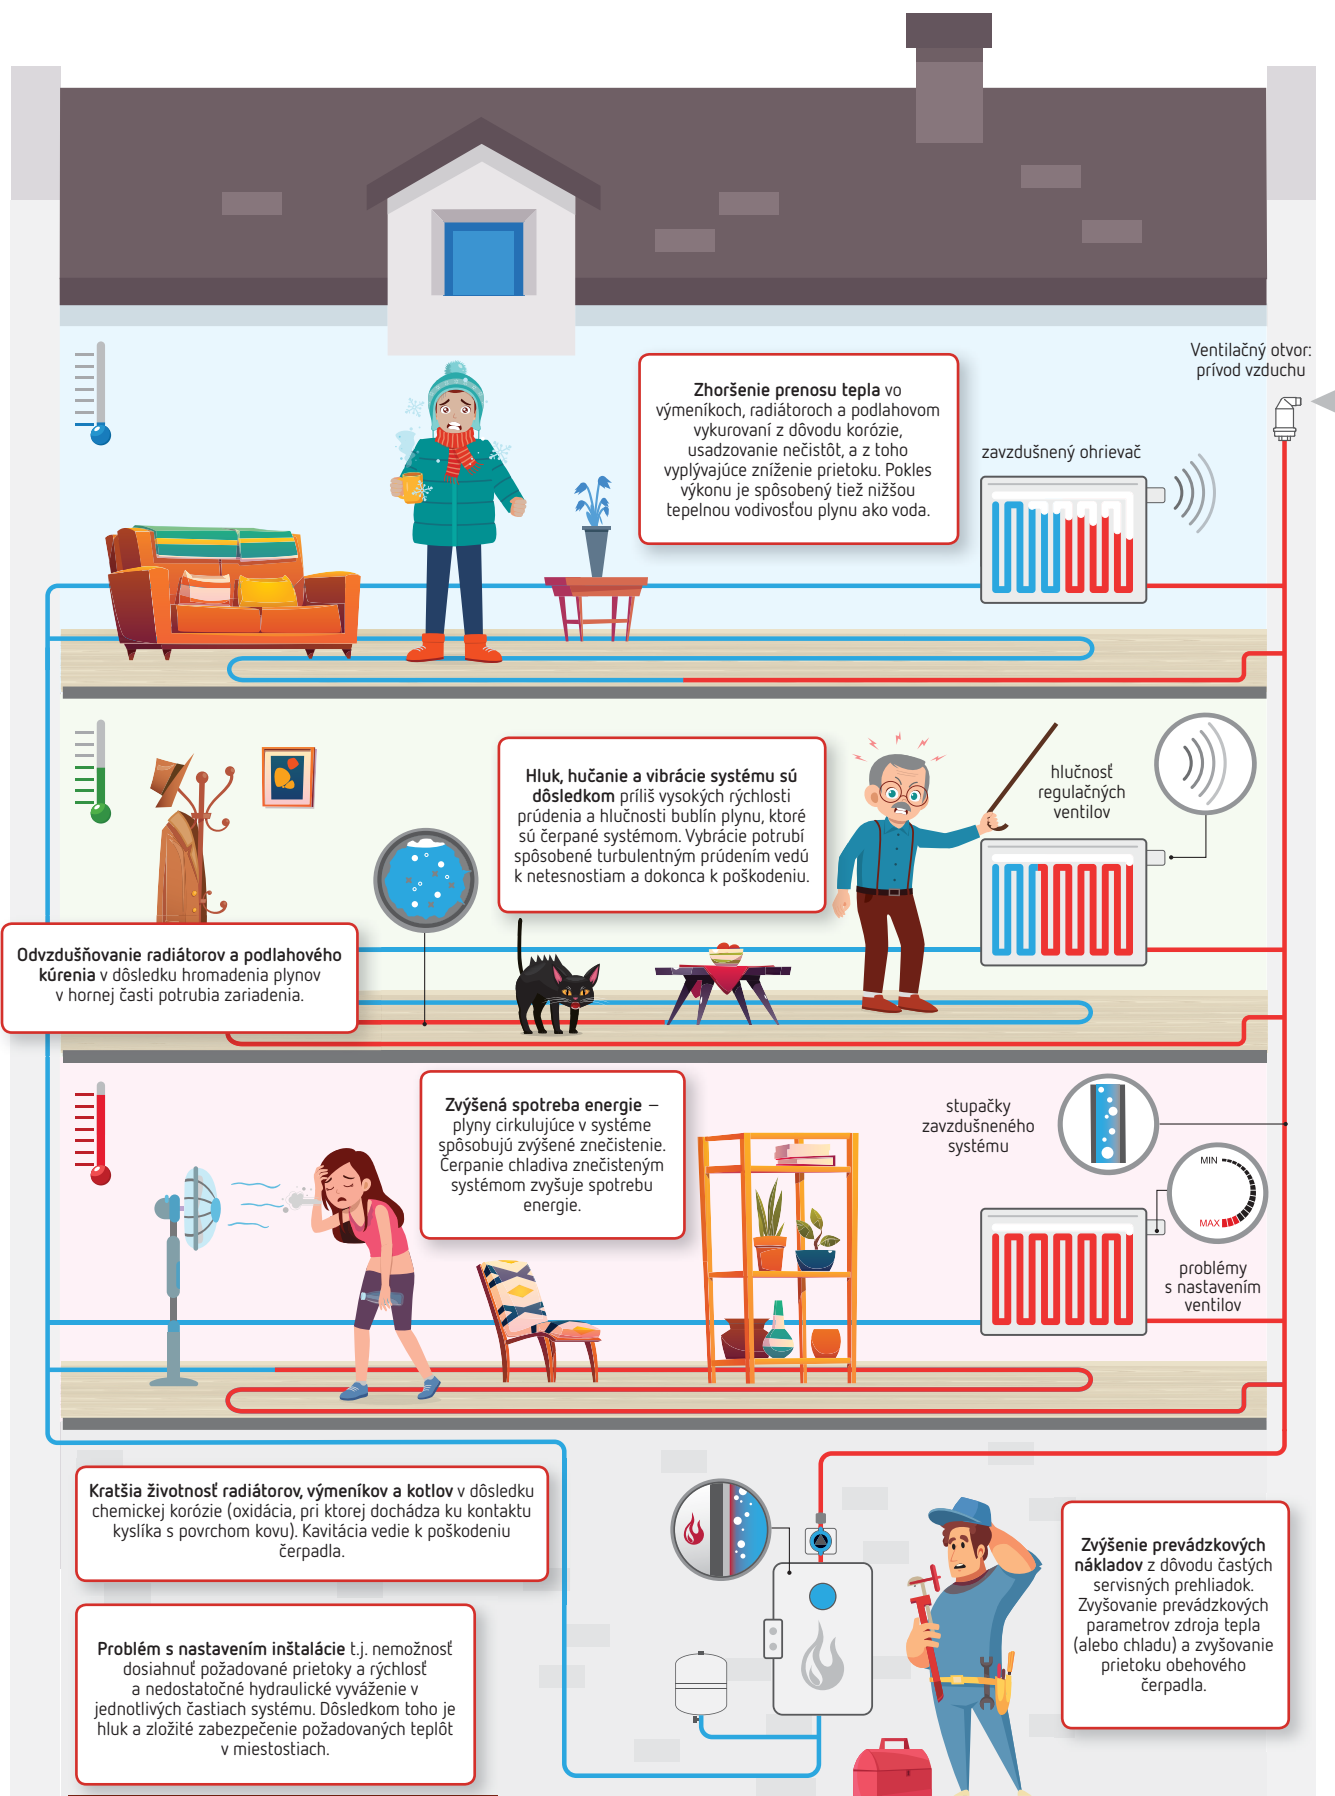 Ventilačný otvor:
prívod vzduchu
Zhoršenie prenosu tepla vo
výmeníkoch, radiátoroch a podlahovom
vykurovaní z dôvodu korózie,
usadzovanie nečistôt, a z toho
vyplývajúce zníženie prietoku. Pokles
výkonu je spôsobený tiež nižšou
tepelnou vodivosťou plynu ako voda.
zavzdušnený ohrievač
Hluk, hučanie a vibrácie systému sú
dôsledkom príliš vysokých rýchlosti
prúdenia a hlučnosti bublín plynu, ktoré
sú čerpané systémom. Vybrácie potrubí
spôsobené turbulentným prúdením vedú
k netesnostiam a dokonca k poškodeniu.
hlučnosť
regulačných
ventilov
Odvzdušňovanie radiátorov a podlahového
kúrenia v dôsledku hromadenia plynov
v hornej časti potrubia zariadenia.
Zvýšená spotreba energie –
plyny cirkulujúce v systéme
spôsobujú zvýšené znečistenie.
Čerpanie chladiva znečisteným
systémom zvyšuje spotrebu
energie.
stupačky
zavzdušneného
systému
MIN
MAX
problémy
s nastavením
ventilov
Kratšia životnosť radiátorov, výmeníkov a kotlov v dôsledku
chemickej korózie (oxidácia, pri ktorej dochádza ku kontaktu
kyslíka s povrchom kovu). Kavitácia vedie k poškodeniu
čerpadla.
Zvýšenie prevádzkových
nákladov z dôvodu častých
servisných prehliadok.
Zvyšovanie prevádzkových
parametrov zdroja tepla
(alebo chladu) a zvyšovanie
prietoku obehového
čerpadla.
Problém s nastavením inštalácie t.j. nemožnosť
dosiahnuť požadované prietoky a rýchlosť
a nedostatočné hydraulické vyváženie v
jednotlivých častiach systému. Dôsledkom toho je
hluk a zložité zabezpečenie požadovaných teplôt
v miestostiach.